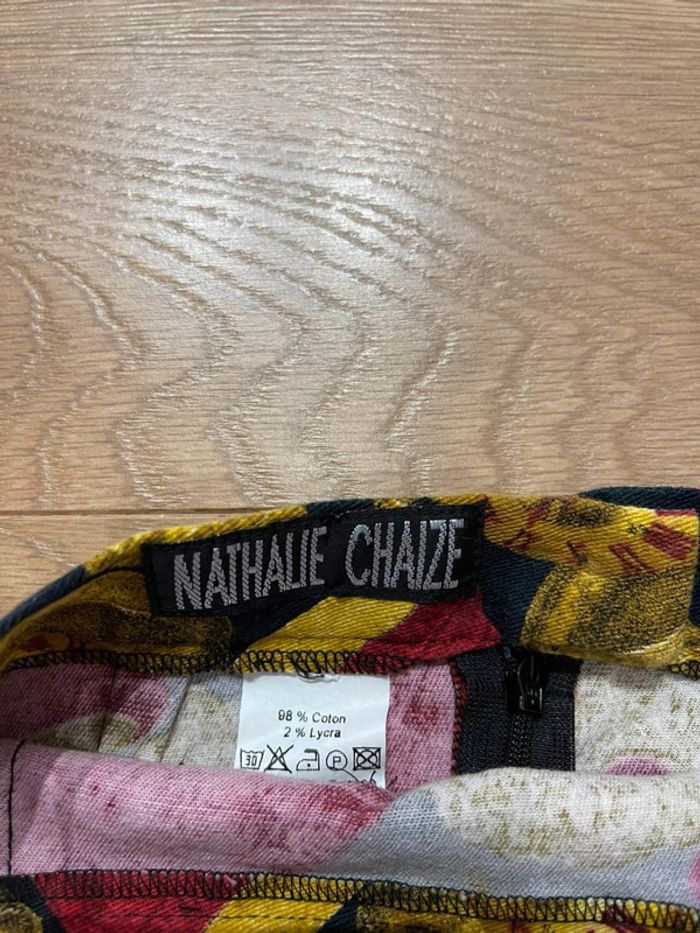 NATHALIE CHAIZE
98 % Coton
2 % Lycra
30 P